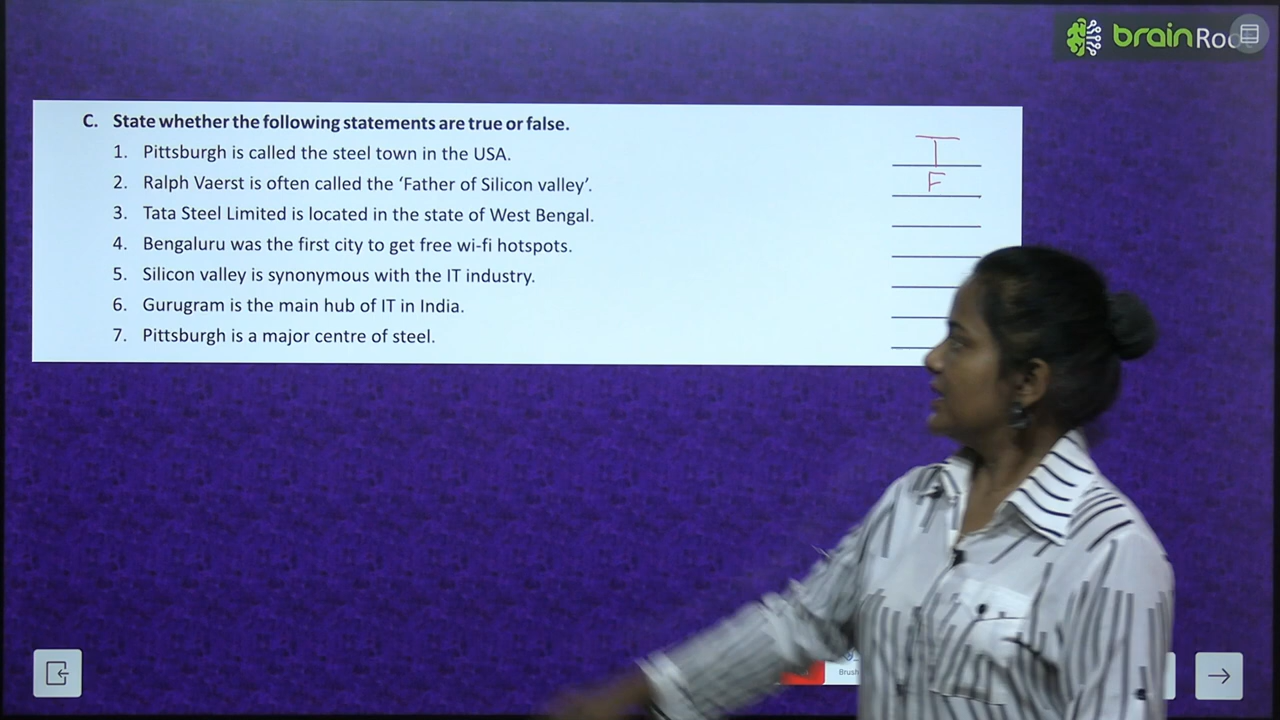 brainRoo
C. State whether the following statements are true or false.
1. Pittsburgh is called the steel town in the USA. T
2. Ralph Vaerst is often called the ‘Father of Silicon valley’. F
3. Tata Steel Limited is located in the state of West Bengal.
4. Bengaluru was the first city to get free wi-fi hotspots.
5. Silicon valley is synonymous with the IT industry.
6. Gurugram is the main hub of IT in India.
7. Pittsburgh is a major centre of steel.
Brush